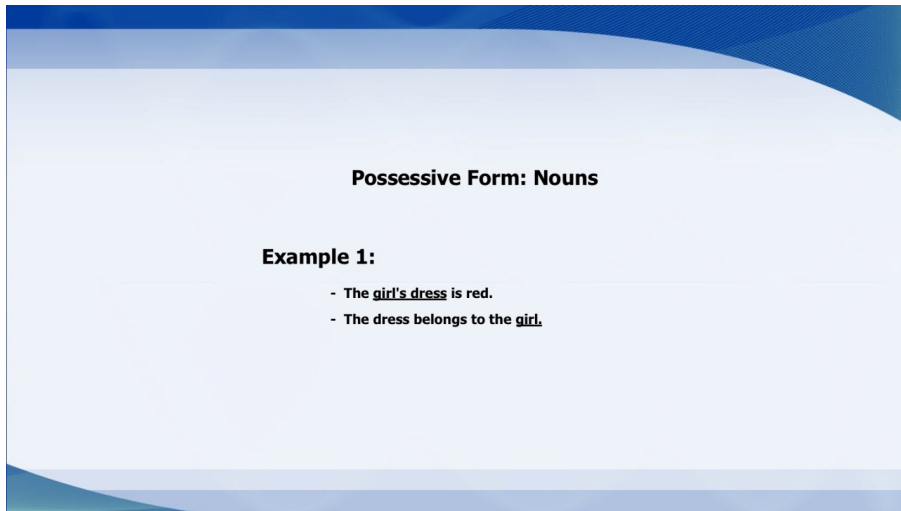 Possessive Form: Nouns
Example 1:
- The girl's dress is red.
- The dress belongs to the girl.